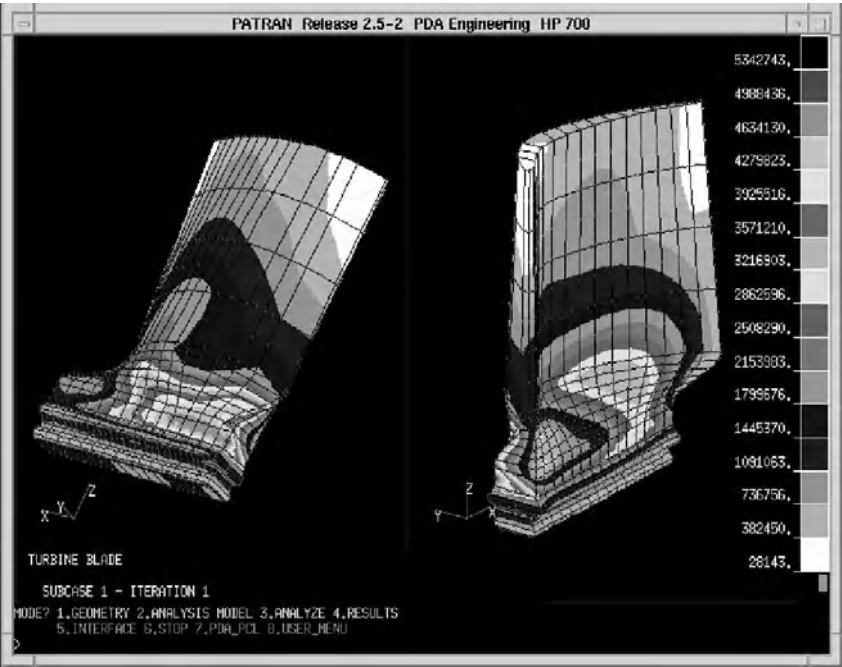 PATRAN Release 2.5-2 PDA Engineering HP 700
5342743.
4988436.
4634130.
4279823.
3925516.
3571210.
3216903.
2862596.
2508290.
2153983.
1799676.
1445370.
1091063.
736756.
382450.
28143.
Z
Y
X
Z
Y
X
TURBINE BLADE
SUBCASE 1 - ITERATION 1
MODE? 1.GEOMETRY 2.ANALYSIS MODEL 3.ANALYZE 4.RESULTS
5.INTERFACE 6.STOP 7.PDA_PCL 8.USER_MENU
>